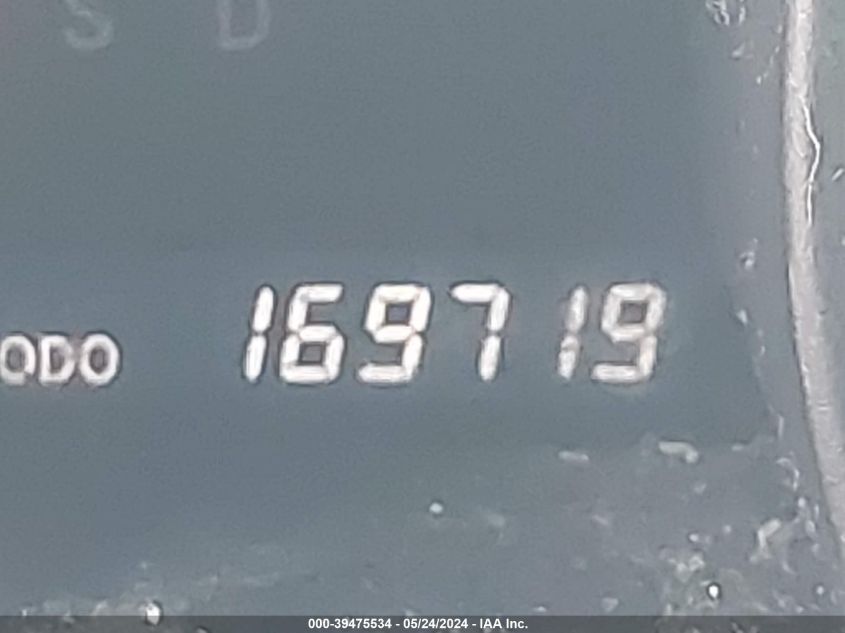 S D
ODO 169719
000-39475534 - 05/24/2024 - IAA Inc.